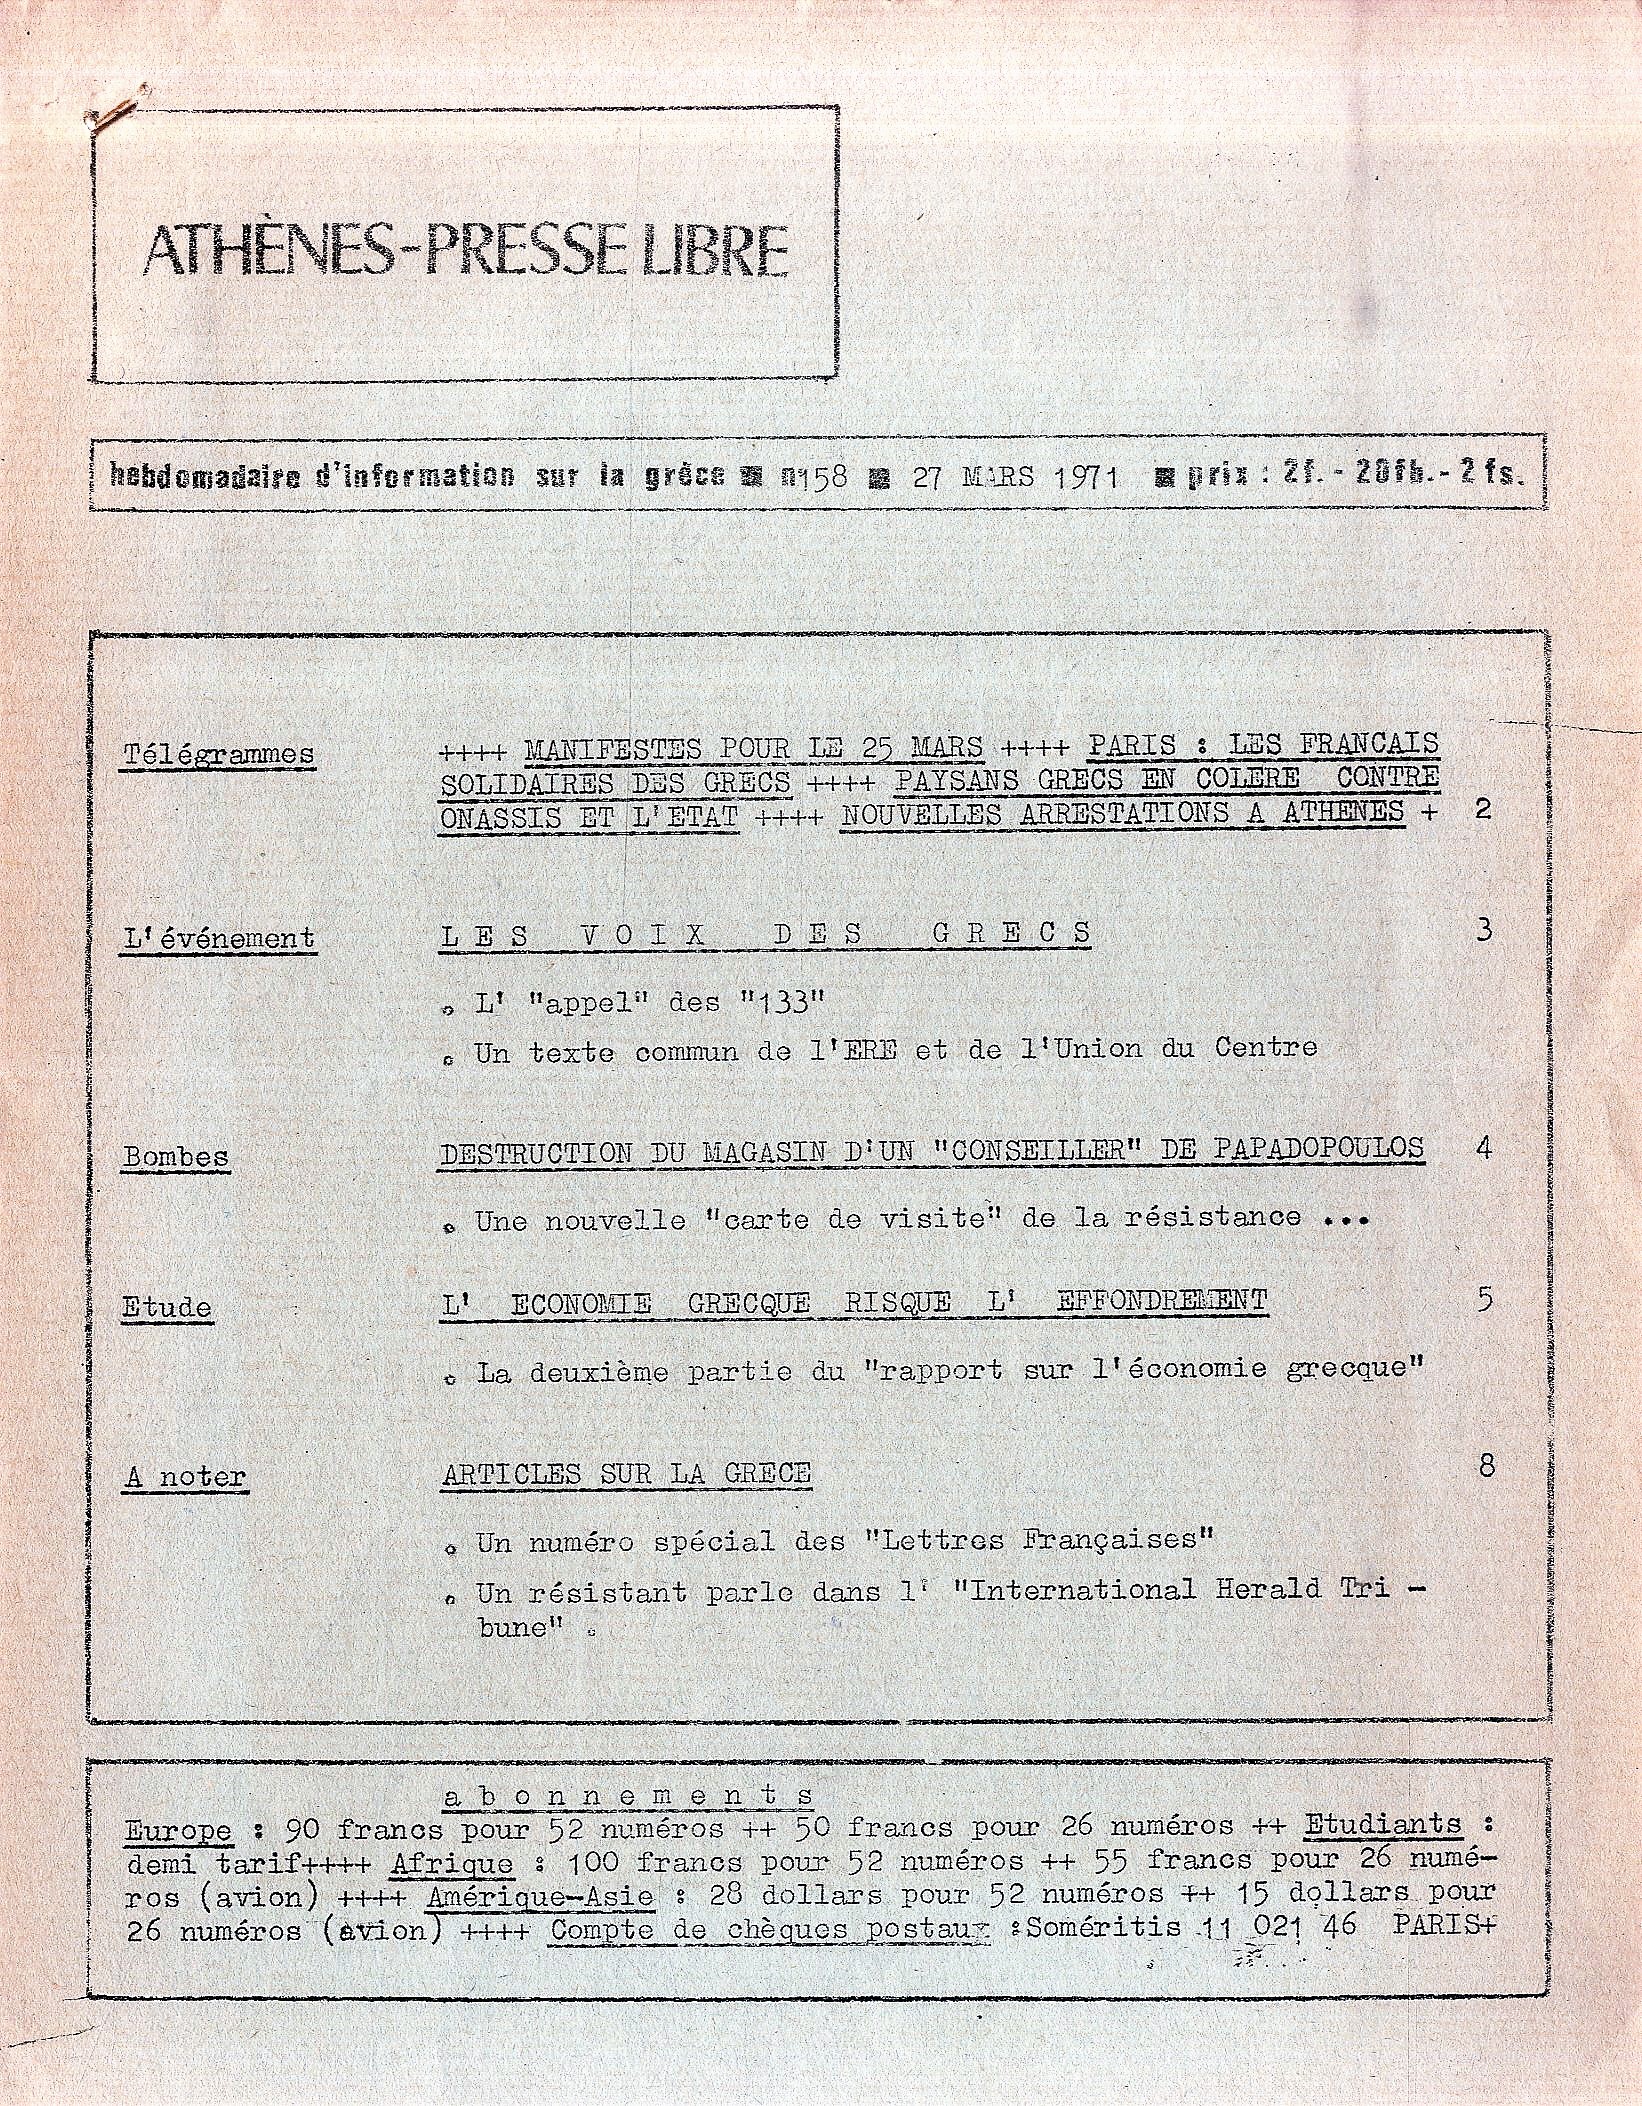 ATHÈNES-PRESSE LIBRE
hebdomadaire d'information sur la grèce ■ n158 ■ 27 MARS 1971 ■ prix : 2f. - 20fb. - 2 fs.
Télégrammes ++++ MANIFESTES POUR LE 25 MARS ++++ PARIS : LES FRANCAIS
SOLIDAIRES DES GRECS ++++ PAYSANS GRECS EN COLERE CONTRE
ONASSIS ET L'ETAT ++++ NOUVELLES ARRESTATIONS A ATHENES + 2
L'événement LES VOIX DES GRECS 3
. L' "appel" des "133"
. Un texte commun de l'ERE et de l'Union du Centre
Bombes DESTRUCTION DU MAGASIN D'UN "CONSEILLER" DE PAPADOPOULOS 4
. Une nouvelle "carte de visite" de la résistance ...
Etude L' ECONOMIE GRECQUE RISQUE L' EFFONDREMENT 5
. La deuxième partie du "rapport sur l'économie grecque"
A noter ARTICLES SUR LA GRECE 8
. Un numéro spécial des "Lettres Françaises"
. Un résistant parle dans l' "International Herald Tri -
bune" .
abonnements
Europe : 90 francs pour 52 numéros ++ 50 francs pour 26 numéros ++ Etudiants :
demi tarif++++ Afrique : 100 francs pour 52 numéros ++ 55 francs pour 26 numé-
ros (avion) ++++ Amérique-Asie : 28 dollars pour 52 numéros ++ 15 dollars pour
26 numéros (avion) ++++ Compte de chèques postaux :Soméritis 11 021 46 PARIS+